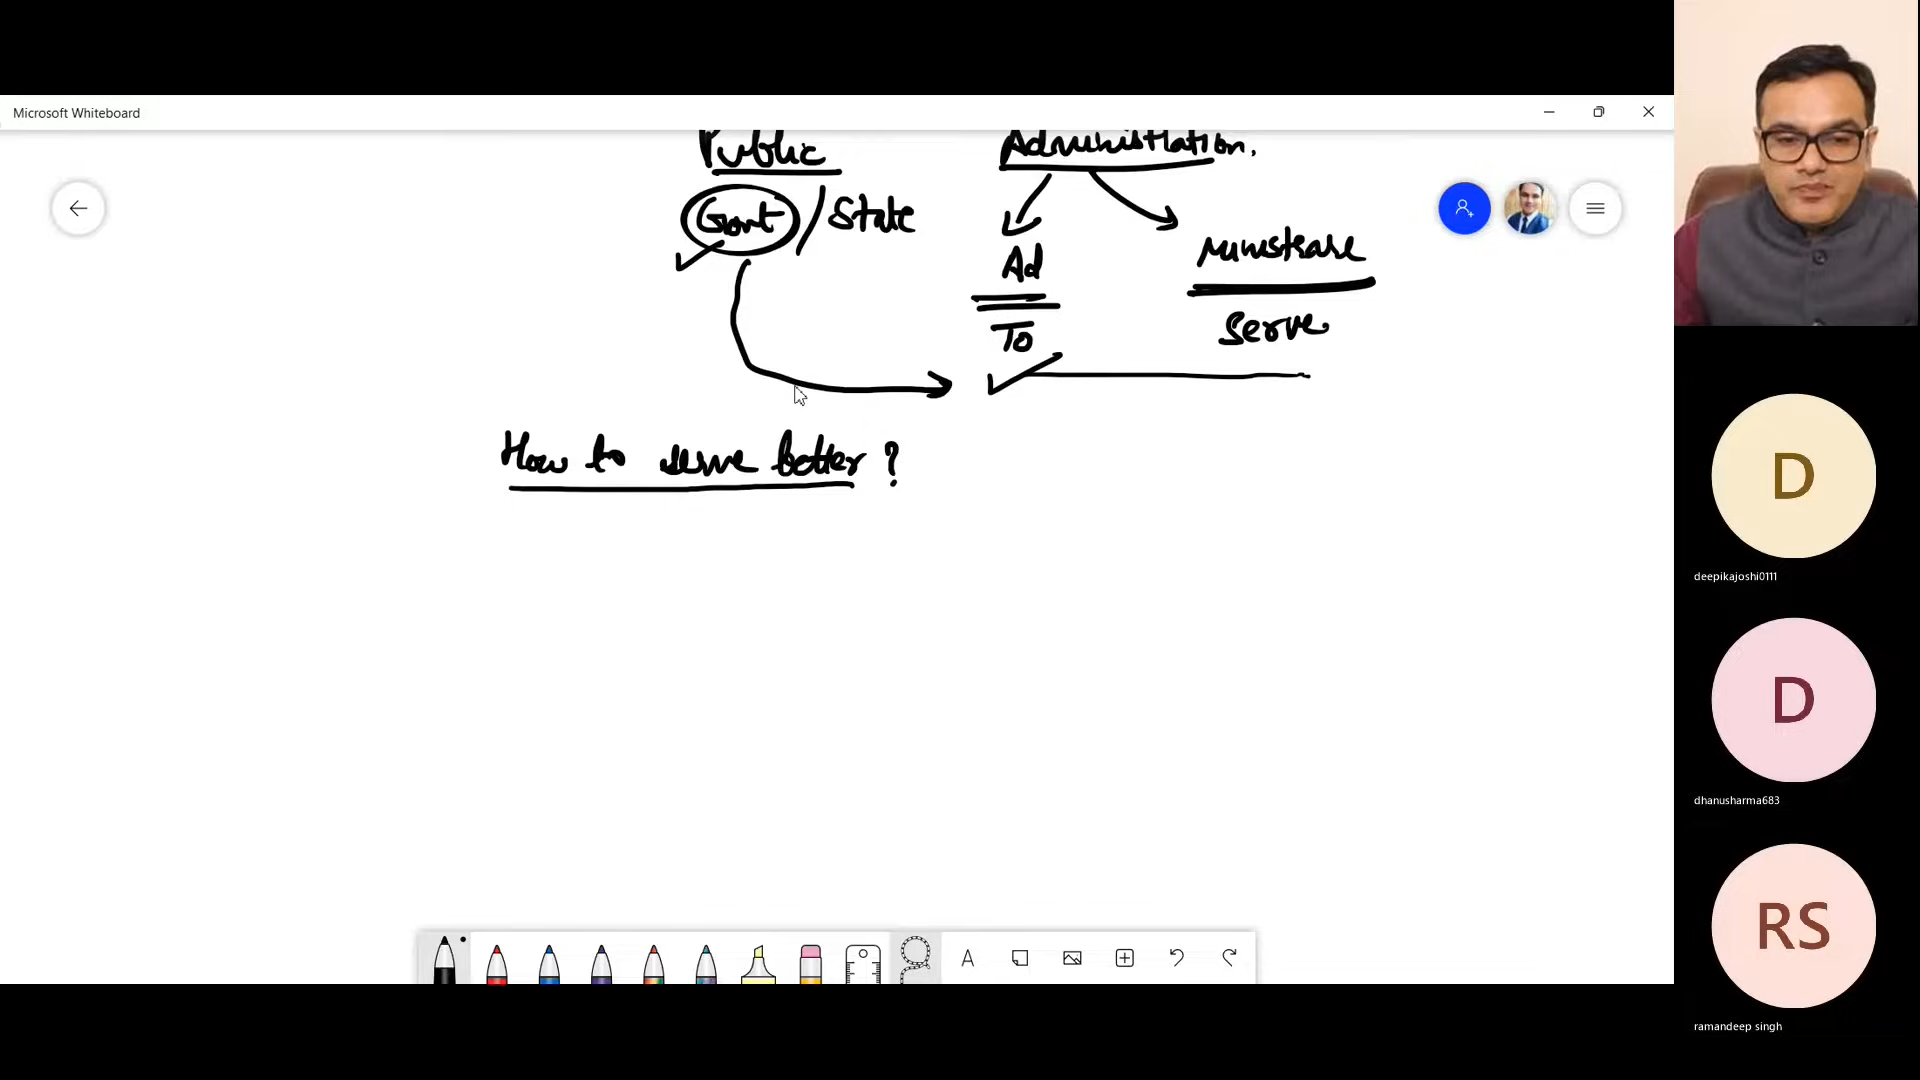 Microsoft Whiteboard
Public
Administration.
Govt / State
Ad
Ministrare
To
Serve
How to serve better?
A
D
deepikajoshi0111
D
dhanusharma683
RS
ramandeep singh